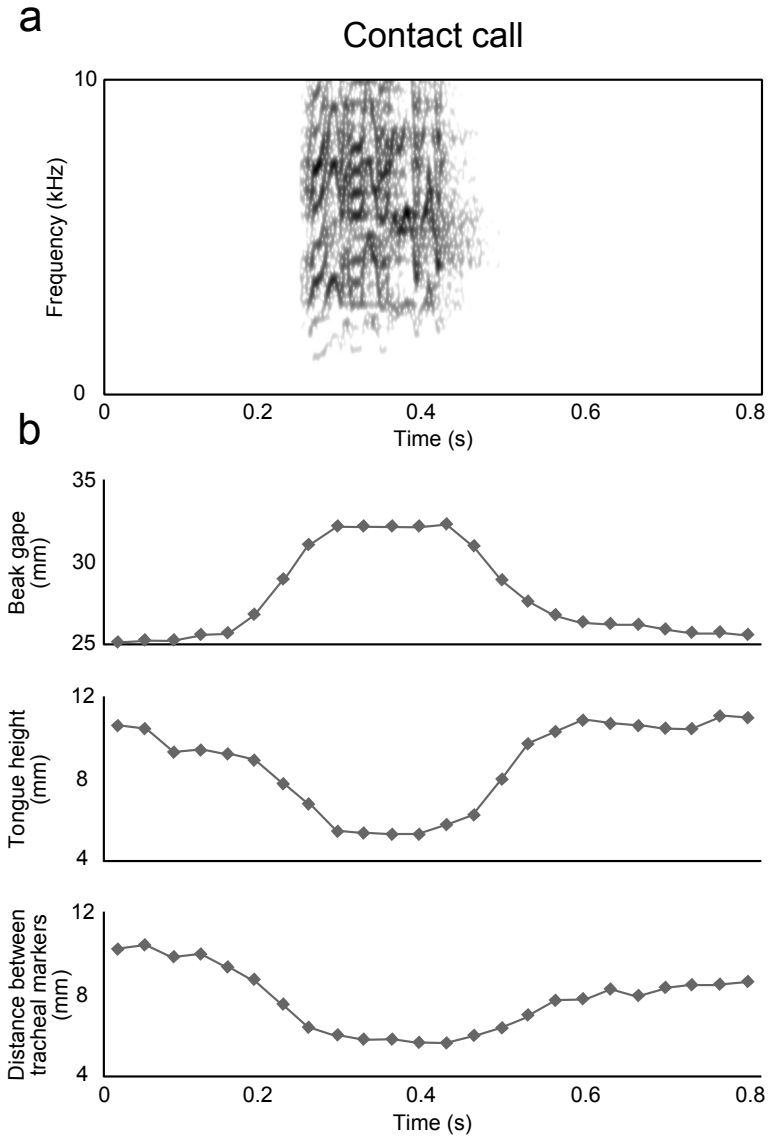 a
Contact call
10
Frequency (kHz)
0
0 0.2 0.4 0.6 0.8
Time (s)
b
35
Beak gape
(mm)
30
25
12
Tongue height
(mm)
8
4
12
Distance between
tracheal markers
(mm)
8
4
0 0.2 0.4 0.6 0.8
Time (s)